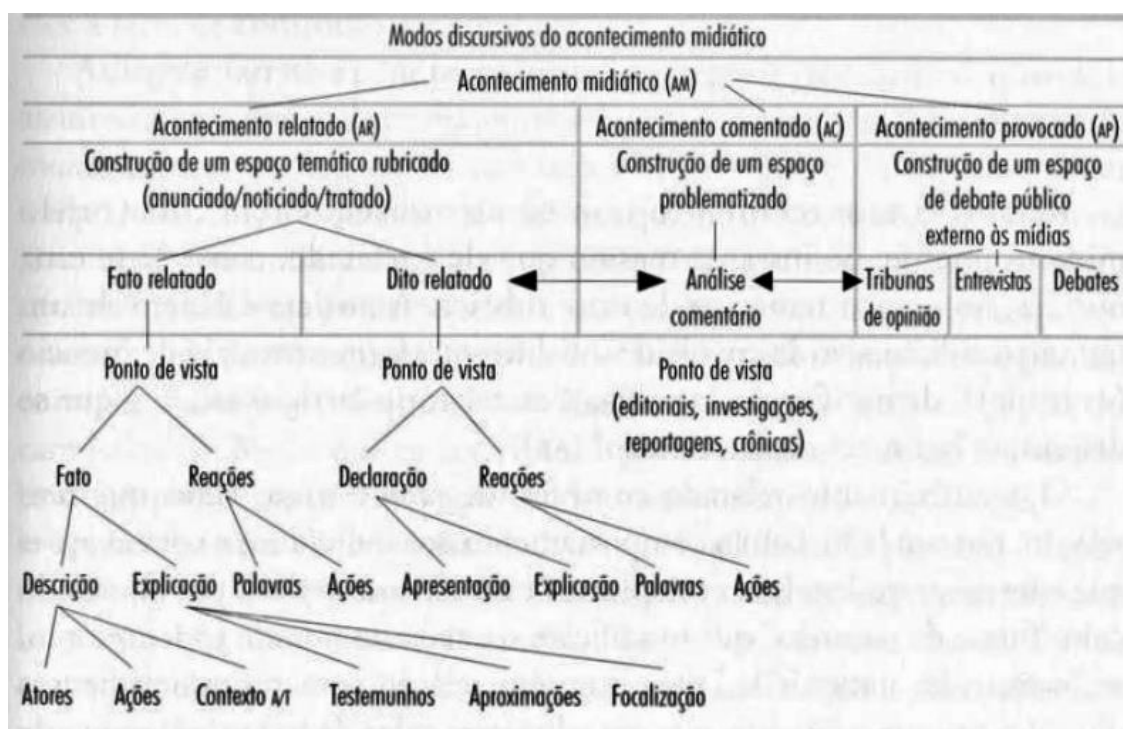 Modos discursivos do acontecimento midiático
Acontecimento midiático (AM)
Acontecimento relatado (AR) Acontecimento comentado (AC) Acontecimento provocado (AP)
Construção de um espaço temático rubricado Construção de um espaço Construção de um espaço
(anunciado/noticiado/tratado) problematizado de debate público
externo às mídias
Fato relatado Dito relatado Análise Tribunas Entrevistas Debates
comentário de opinião
Ponto de vista Ponto de vista Ponto de vista
(editoriais, investigações,
reportagens, crônicas)
Fato Reações Declaração Reações
Descrição Explicação Palavras Ações Apresentação Explicação Palavras Ações
Atores Ações Contexto A/T Testemunhos Aproximações Focalização